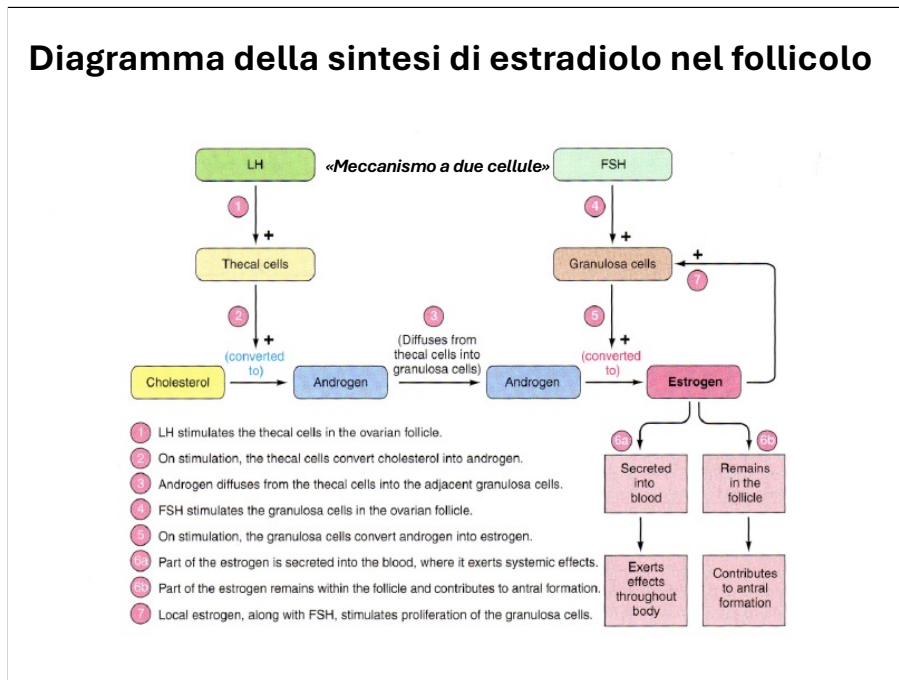 Diagramma della sintesi di estradiolo nel follicolo
LH
«Meccanismo a due cellule»
FSH
1
+
4
+
Thecal cells
Granulosa cells
+
7
2
+
(converted
to)
3
(Diffuses from
thecal cells into
granulosa cells)
5
+
(converted
to)
Cholesterol
Androgen
Androgen
Estrogen
1 LH stimulates the thecal cells in the ovarian follicle.
2 On stimulation, the thecal cells convert cholesterol into androgen.
3 Androgen diffuses from the thecal cells into the adjacent granulosa cells.
4 FSH stimulates the granulosa cells in the ovarian follicle.
5 On stimulation, the granulosa cells convert androgen into estrogen.
6a Part of the estrogen is secreted into the blood, where it exerts systemic effects.
6b Part of the estrogen remains within the follicle and contributes to antral formation.
7 Local estrogen, along with FSH, stimulates proliferation of the granulosa cells.
6a
6b
Secreted
into
blood
Remains
in the
follicle
Exerts
effects
throughout
body
Contributes
to antral
formation